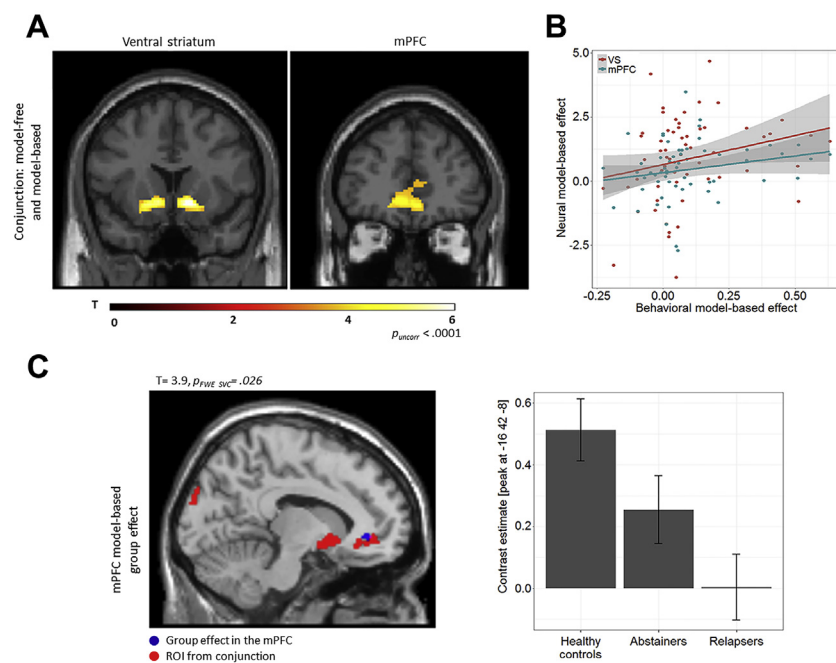 A
Ventral striatum
mPFC
Conjunction: model-free
and model-based
T
0
2
4
6
puncorr < .0001
B
VS
mPFC
5.0
2.5
0.0
-2.5
Neural model-based effect
-0.25
0.00
0.25
0.50
Behavioral model-based effect
C
T= 3.9, pFWE SVC= .026
mPFC model-based
group effect
Group effect in the mPFC
ROI from conjunction
0.6
0.4
0.2
0.0
Contrast estimate [peak at -16 42 -8]
Healthy
controls
Abstainers
Relapsers